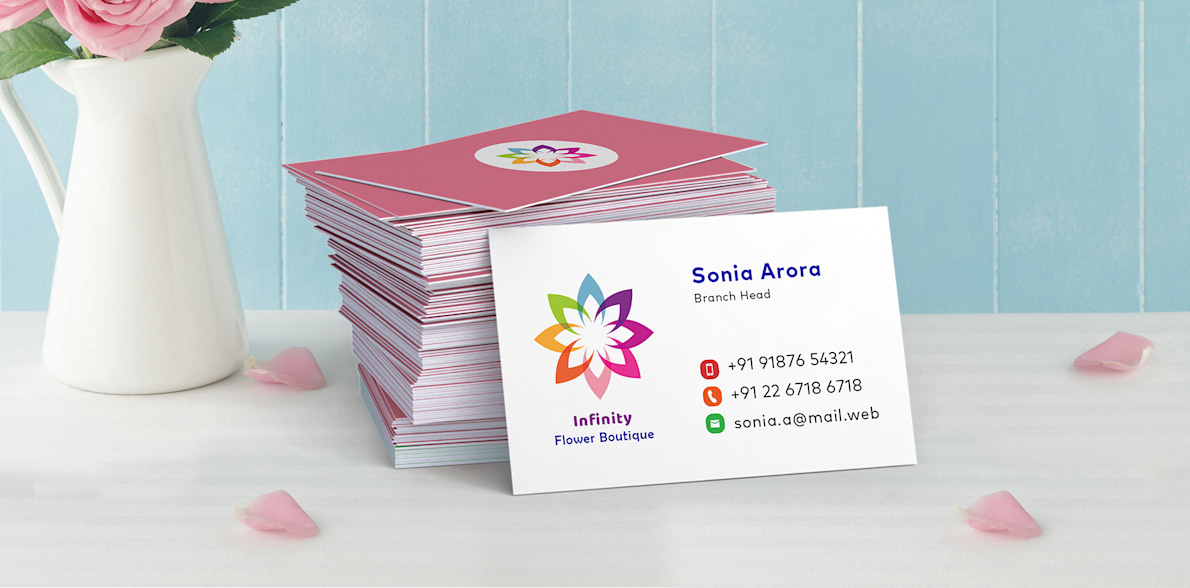 Sonia Arora
Branch Head
+91 91876 54321
+91 22 6718 6718
sonia.a@mail.web
Infinity
Flower Boutique